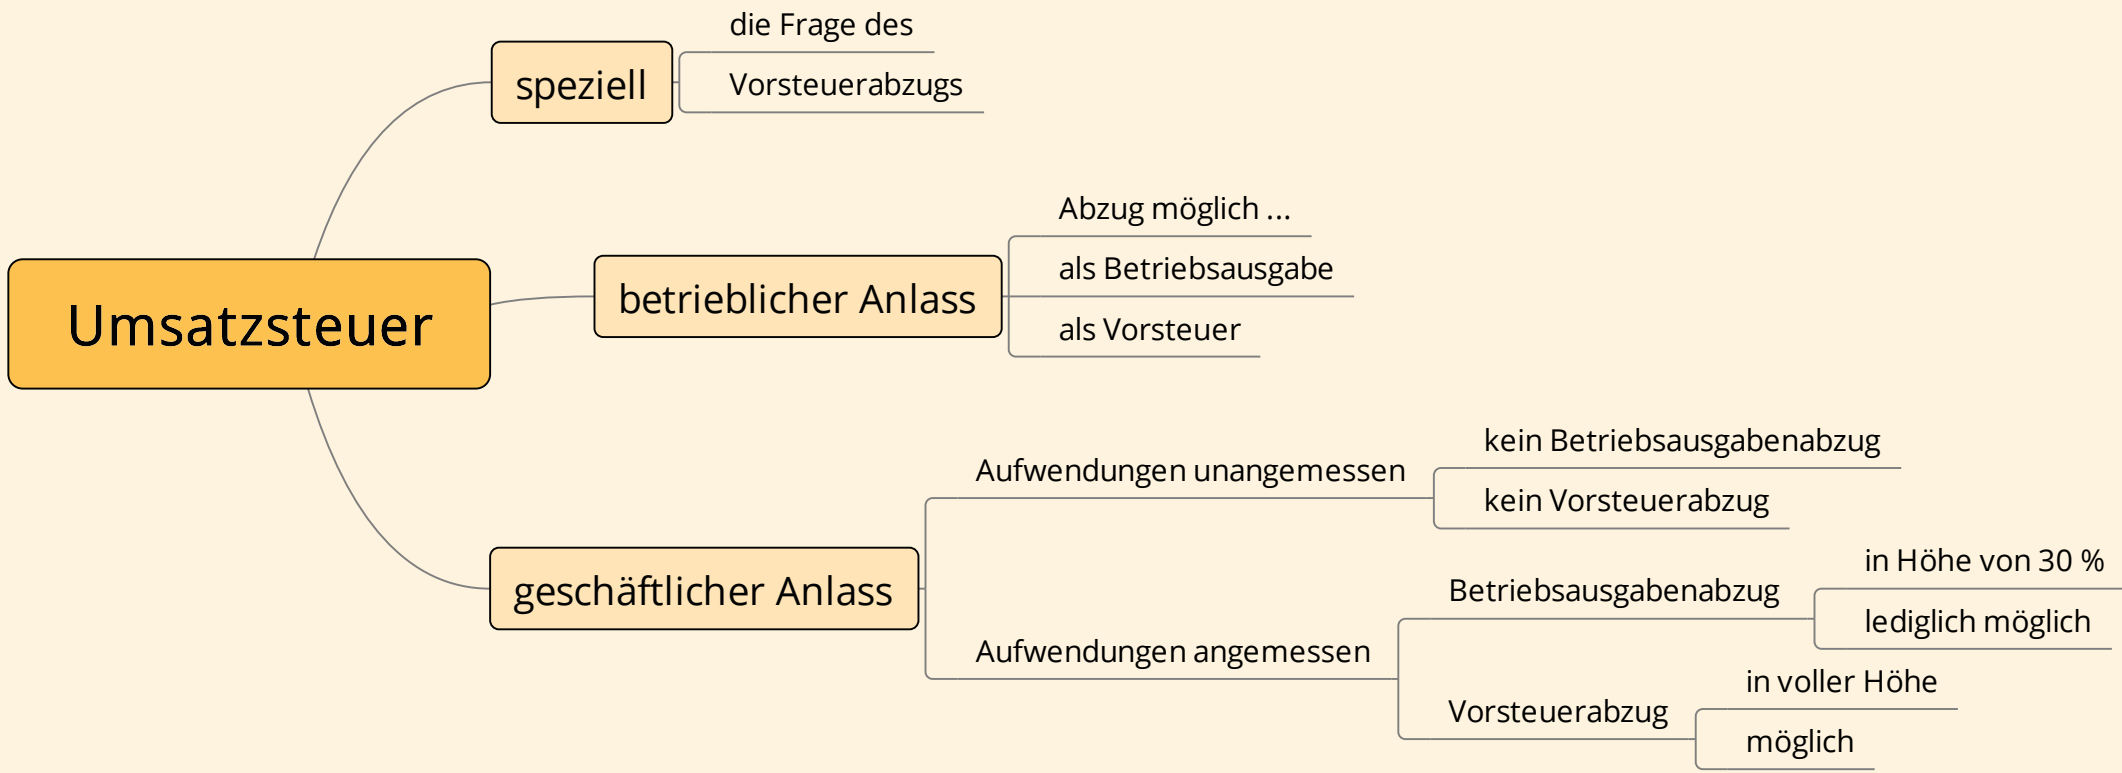 Umsatzsteuer
speziell
die Frage des
Vorsteuerabzugs
betrieblicher Anlass
Abzug möglich ...
als Betriebsausgabe
als Vorsteuer
geschäftlicher Anlass
Aufwendungen unangemessen
kein Betriebsausgabenabzug
kein Vorsteuerabzug
Aufwendungen angemessen
Betriebsausgabenabzug
in Höhe von 30 %
lediglich möglich
Vorsteuerabzug
in voller Höhe
möglich